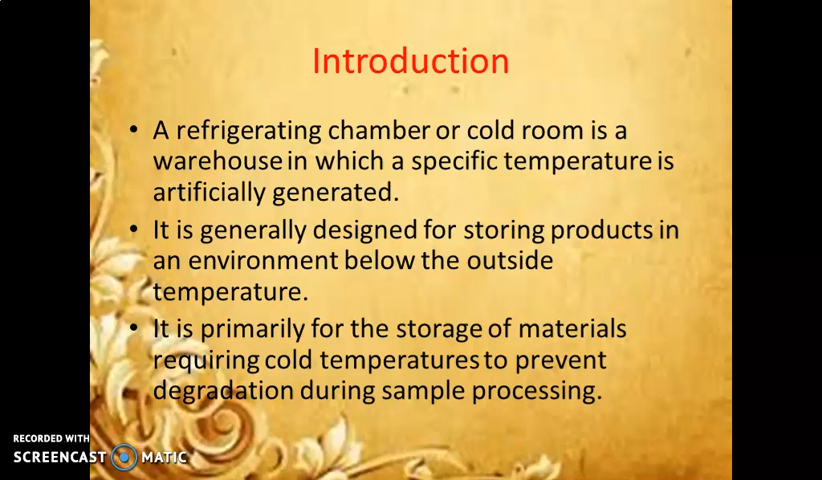 Introduction
• A refrigerating chamber or cold room is a
warehouse in which a specific temperature is
artificially generated.
• It is generally designed for storing products in
an environment below the outside
temperature.
• It is primarily for the storage of materials
requiring cold temperatures to prevent
degradation during sample processing.
RECORDED WITH
SCREENCAST MATIC